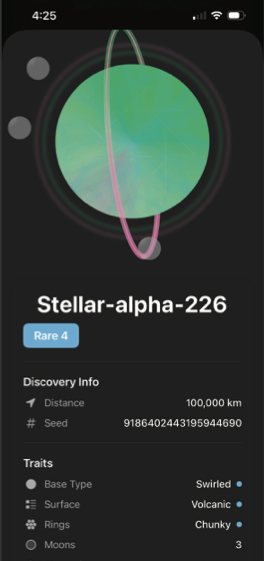 4:25
Stellar-alpha-226
Rare 4
Discovery Info
Distance 100,000 km
# Seed 9186402443195944690
Traits
Base Type Swirled
Surface Volcanic
Rings Chunky
Moons 3